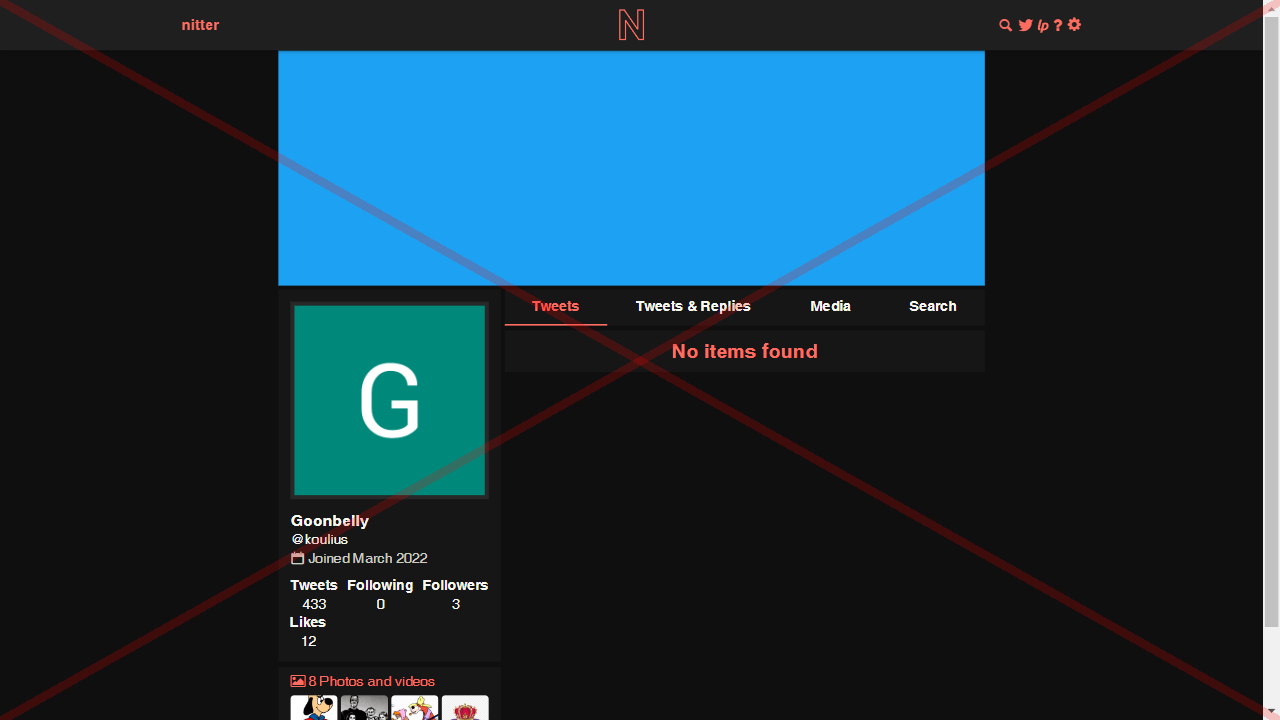 nitter
N
lp ?
Tweets Tweets & Replies Media Search
No items found
G
Goonbelly
@koulius
Joined March 2022
Tweets Following Followers
433 0 3
Likes
12
8 Photos and videos